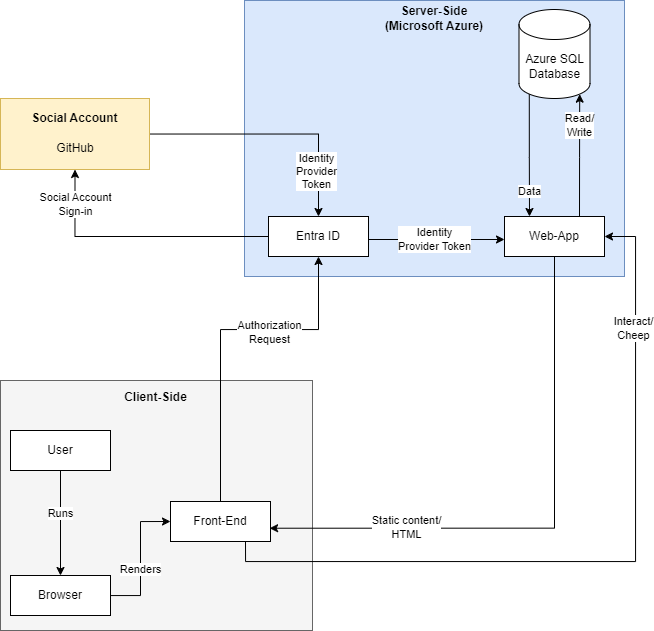 Server-Side
(Microsoft Azure)
Azure SQL
Database
Social Account
GitHub
Read/
Write
Identity
Provider
Token
Data
Social Account
Sign-in
Entra ID
Identity
Provider Token
Web-App
Authorization
Request
Interact/
Cheep
Client-Side
User
Runs
Front-End
Static content/
HTML
Renders
Browser